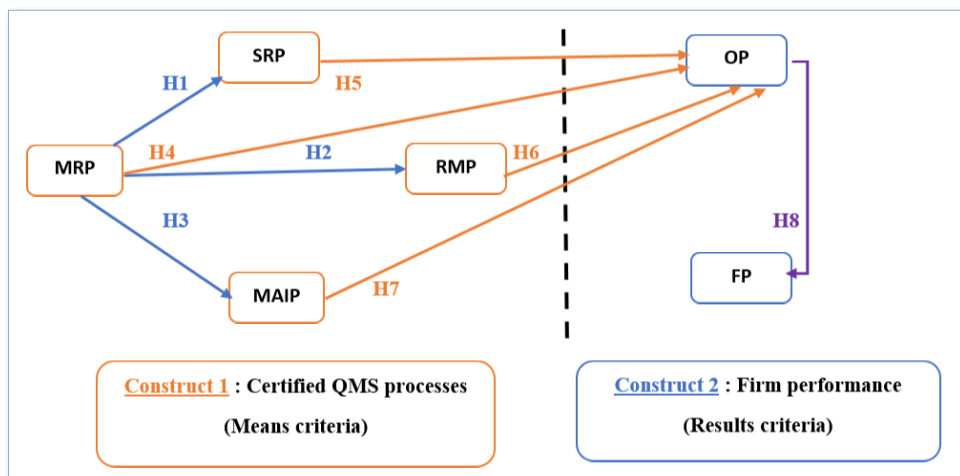 SRP
OP
H1
H5
MRP
H4
H2
H6
RMP
H3
H8
MAIP
H7
FP
Construct 1 : Certified QMS processes
(Means criteria)
Construct 2 : Firm performance
(Results criteria)